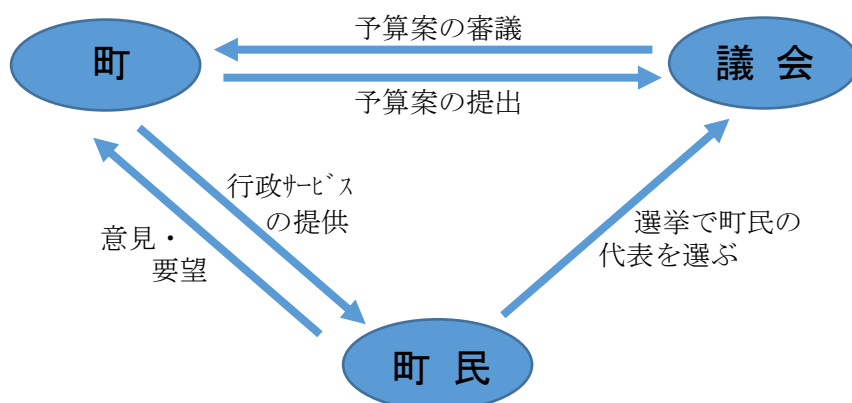 予算案の審議
町
議 会
予算案の提出
行政ｻｰﾋﾞｽ
の提供
意見・
要望
選挙で町民の
代表を選ぶ
町 民